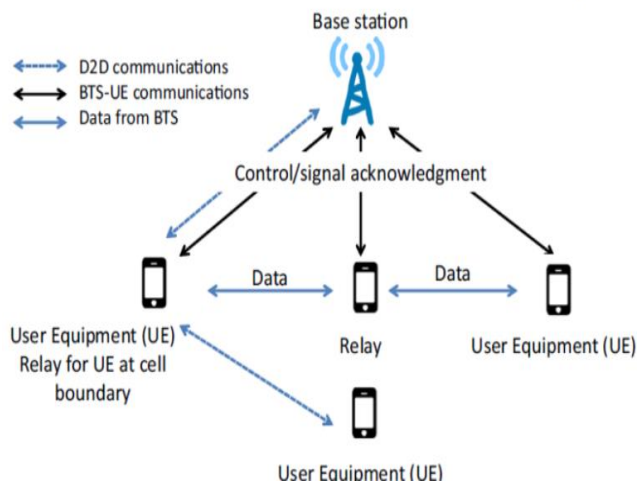 Base station
D2D communications
BTS-UE communications
Data from BTS
Control/signal acknowledgment
Data
Data
User Equipment (UE)
Relay for UE at cell
boundary
Relay
User Equipment (UE)
User Equipment (UE)